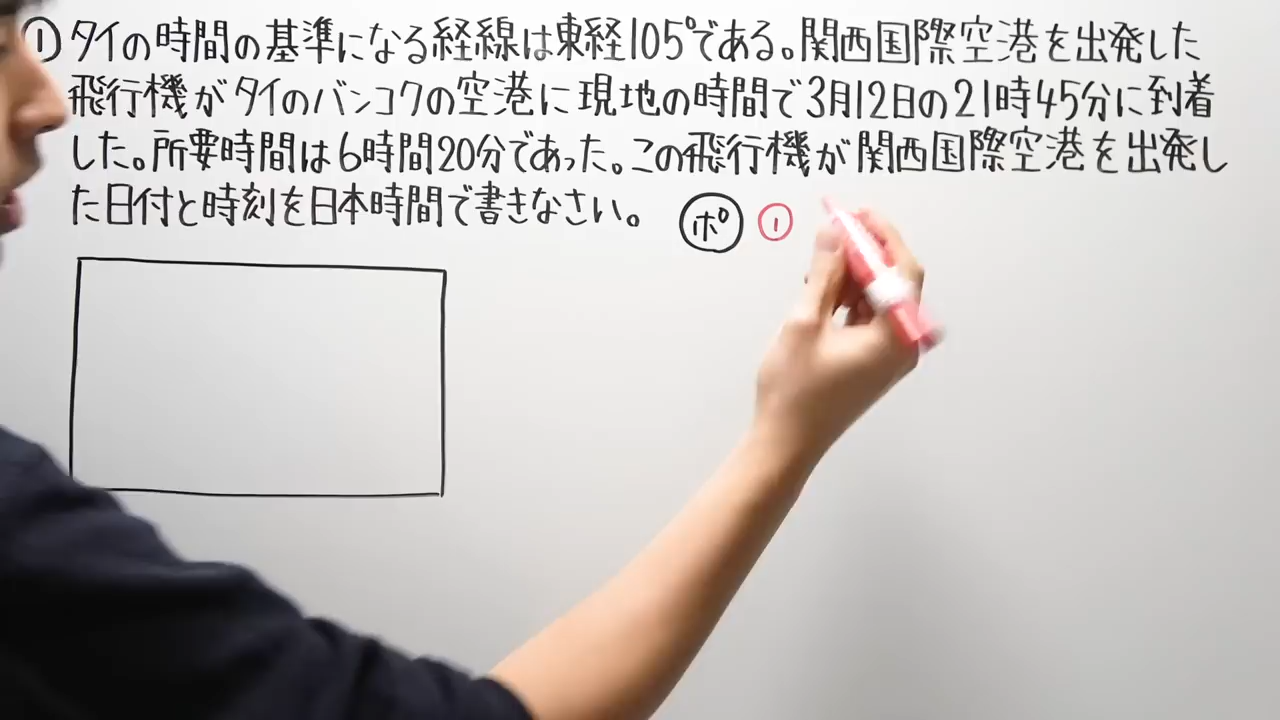 ① タイの時間の基準になる経線は東経105°である。関西国際空港を出発した
飛行機がタイのバンコクの空港に現地の時間で3月12日の21時45分に到着
した。所要時間は6時間20分であった。この飛行機が関西国際空港を出発し
た日付と時刻を日本時間で書きなさい。 ポ ①